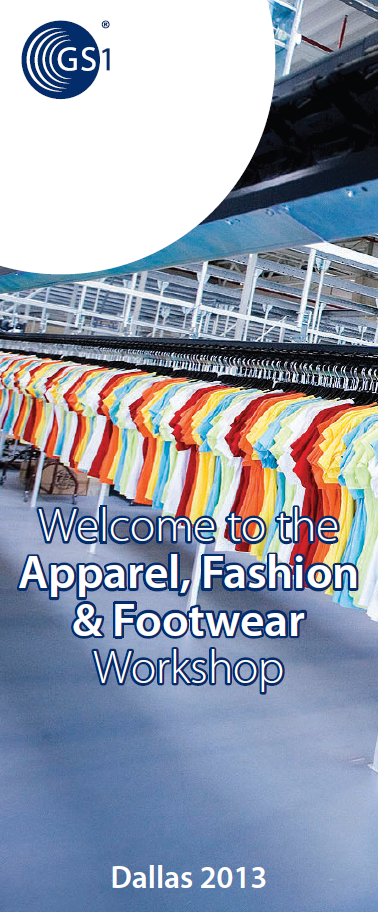 GS1®
Welcome to the
Apparel, Fashion
& Footwear
Workshop
Dallas 2013